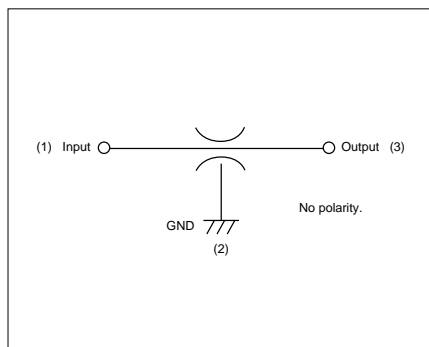 (1) Input Output (3)
No polarity.
GND
(2)